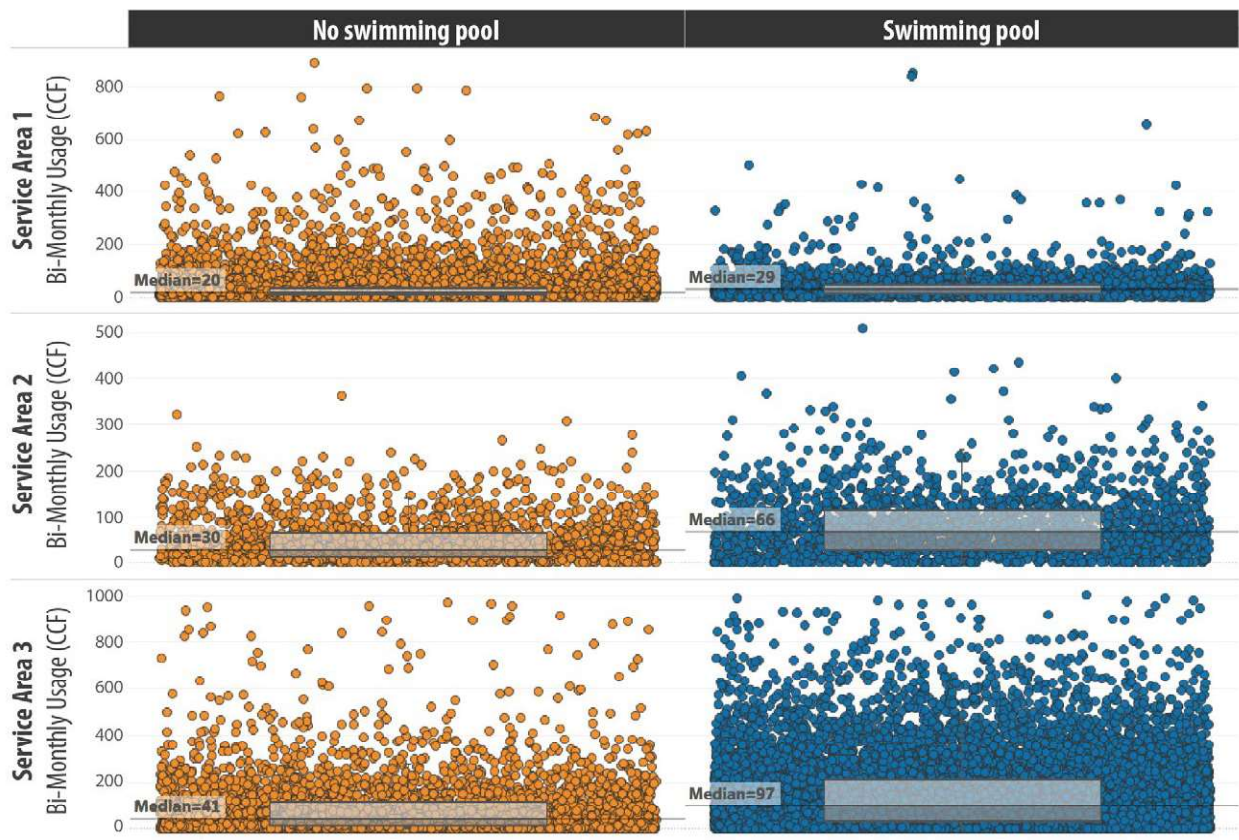 No swimming pool
Swimming pool
Service Area 1
Bi-Monthly Usage (CCF)
800
600
400
200
0
Median=20
Median=29
Service Area 2
Bi-Monthly Usage (CCF)
500
400
300
200
100
0
Median=30
Median=66
Service Area 3
Bi-Monthly Usage (CCF)
1000
800
600
400
200
0
Median=41
Median=97